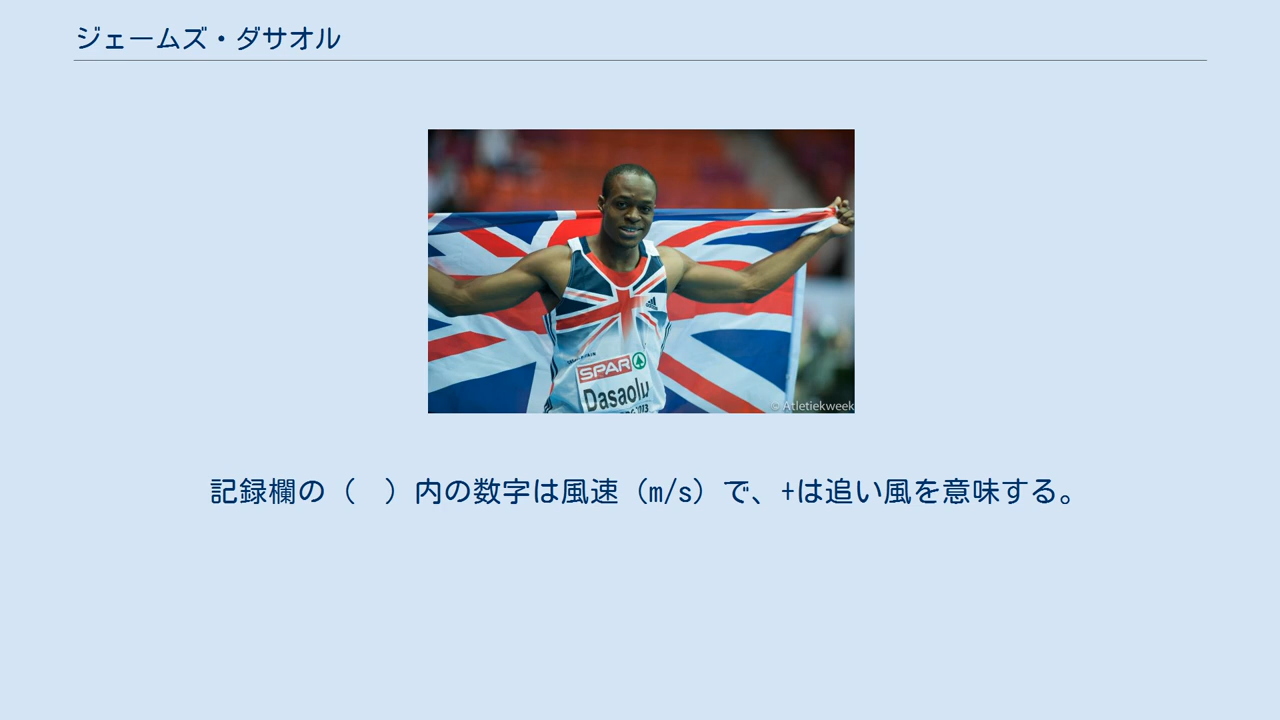 ジェームズ・ダサオル
SPAR
Dasaolu
© Atletiekweek
記録欄の（　）内の数字は風速（m/s）で、+は追い風を意味する。